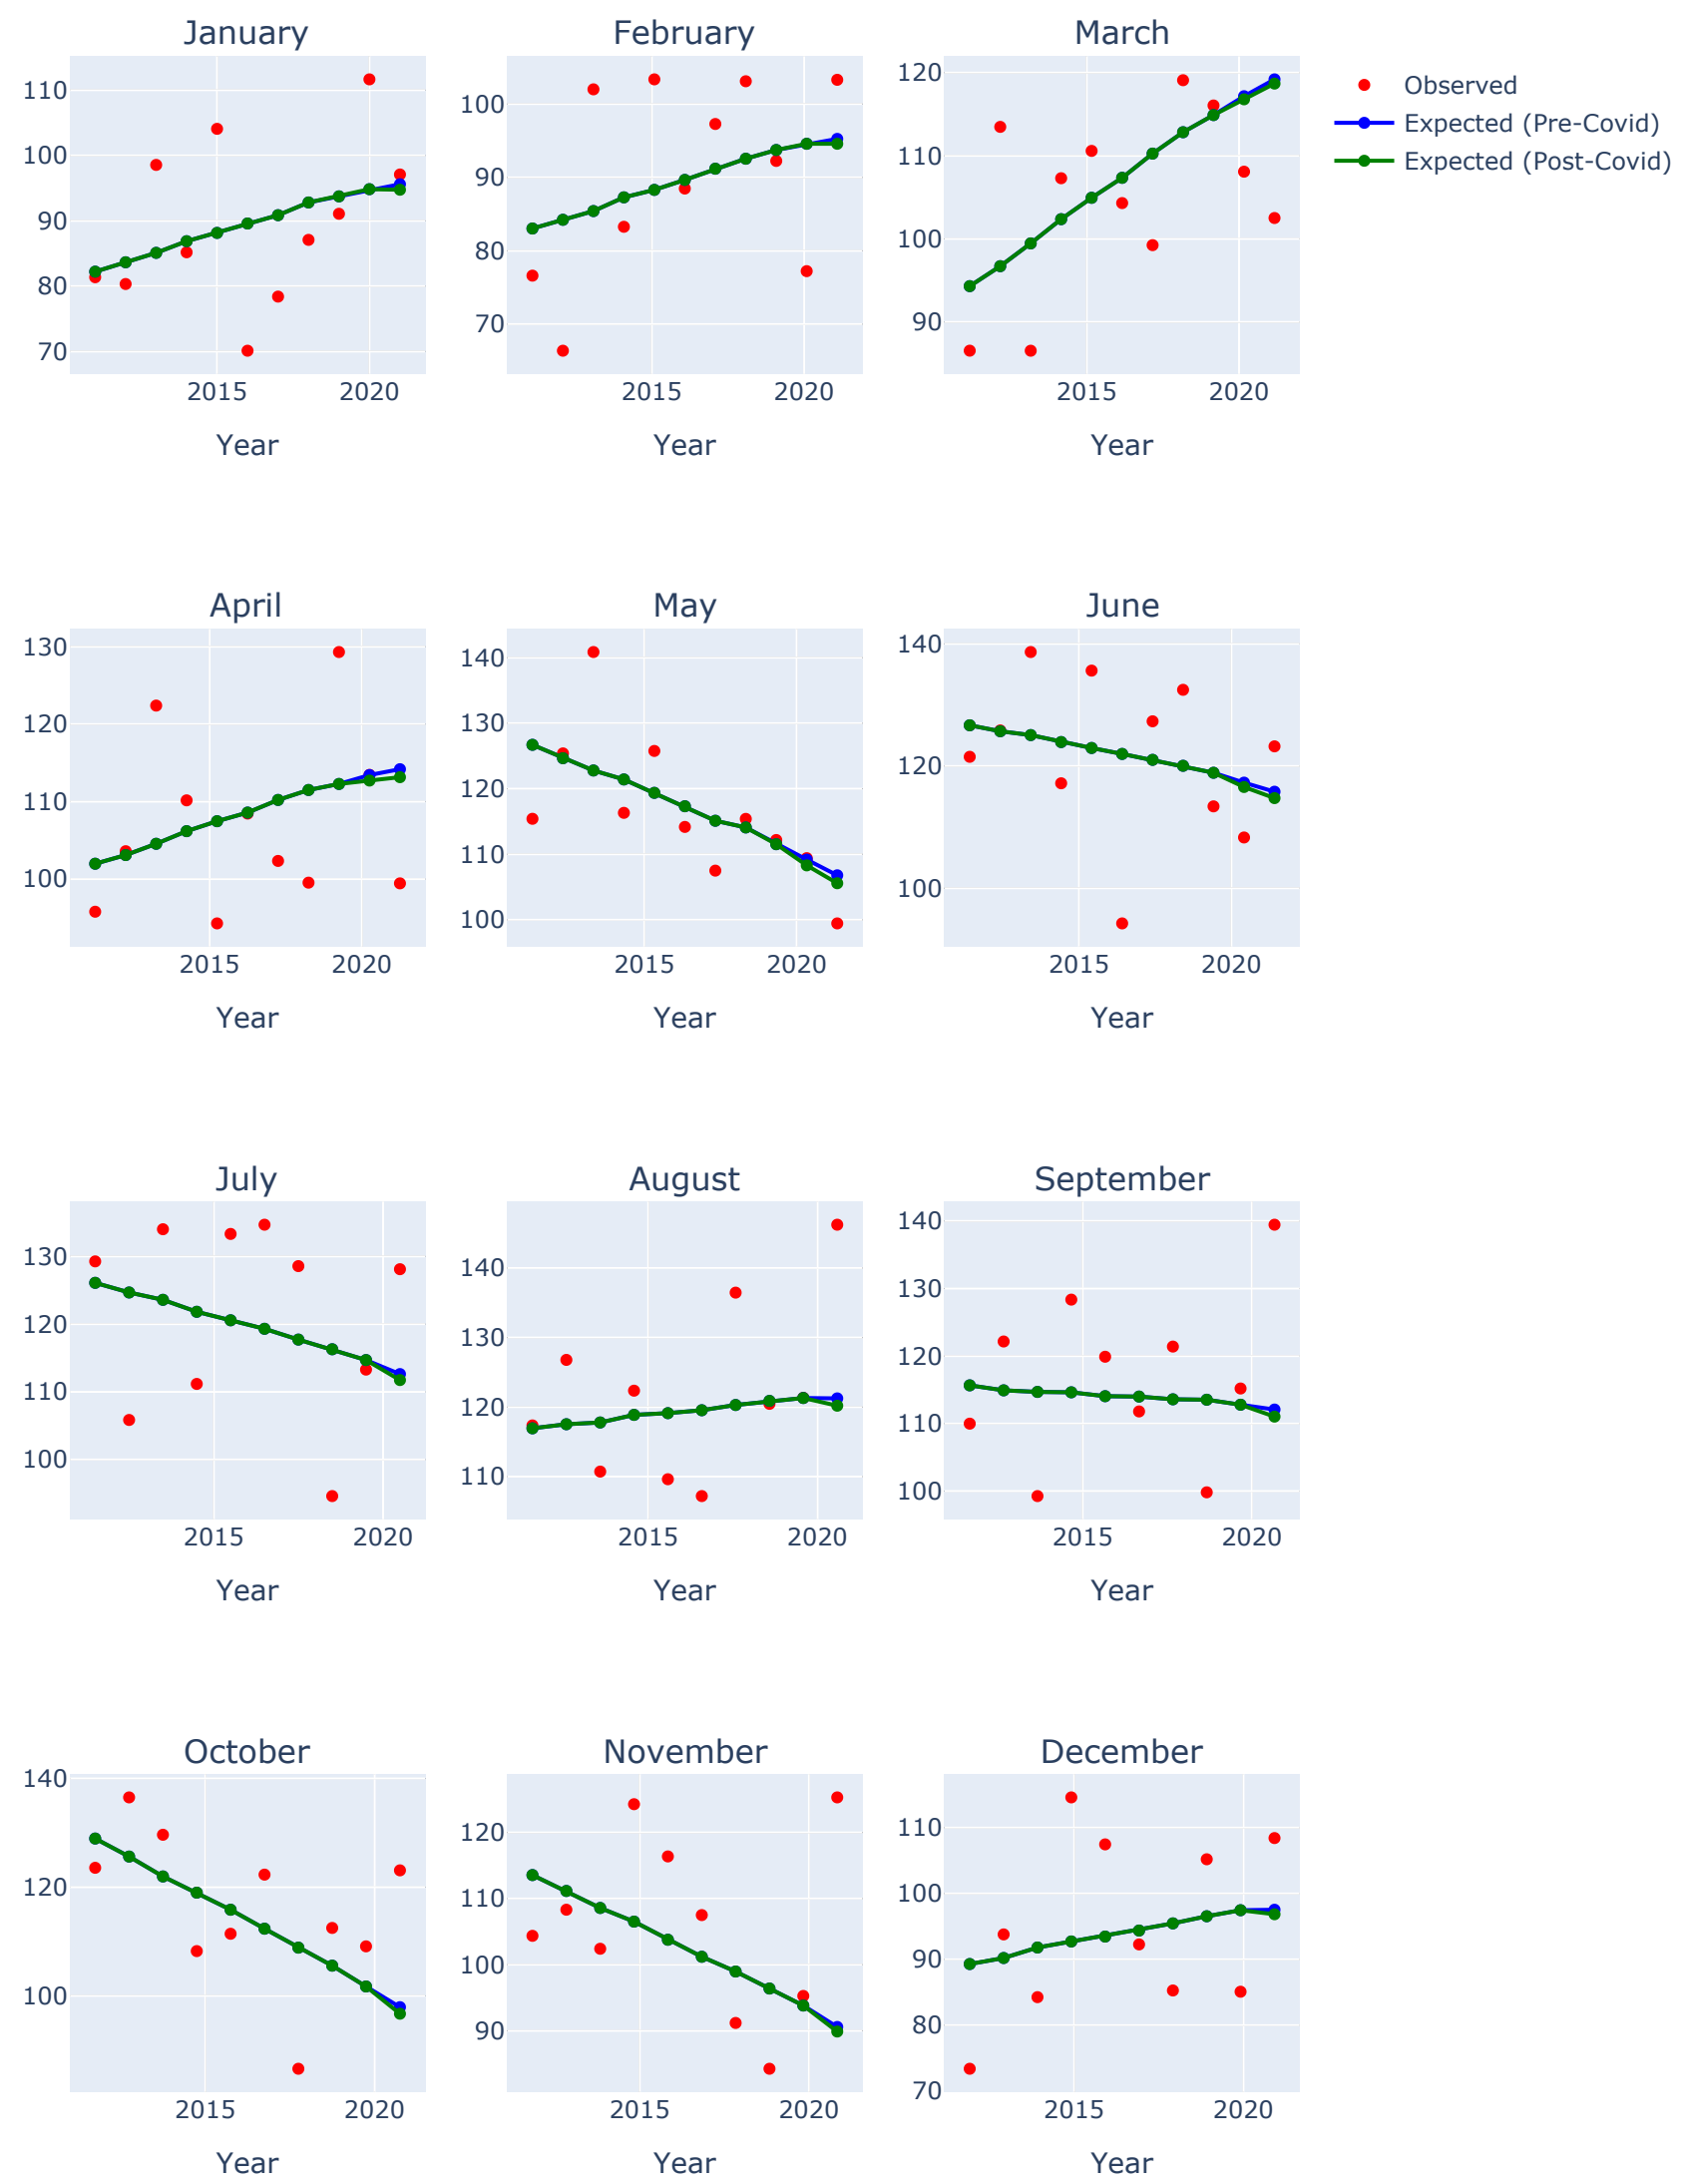 January
February
March
110
100
90
80
70
2015
2020
Year
100
90
80
70
2015
2020
Year
120
110
100
90
2015
2020
Year
Observed
Expected (Pre-Covid)
Expected (Post-Covid)
April
May
June
130
120
110
100
2015
2020
Year
140
130
120
110
100
2015
2020
Year
140
120
100
2015
2020
Year
July
August
September
130
120
110
100
2015
2020
Year
140
130
120
110
2015
2020
Year
140
130
120
110
100
2015
2020
Year
October
November
December
140
120
100
2015
2020
Year
120
110
100
90
2015
2020
Year
110
100
90
80
70
2015
2020
Year